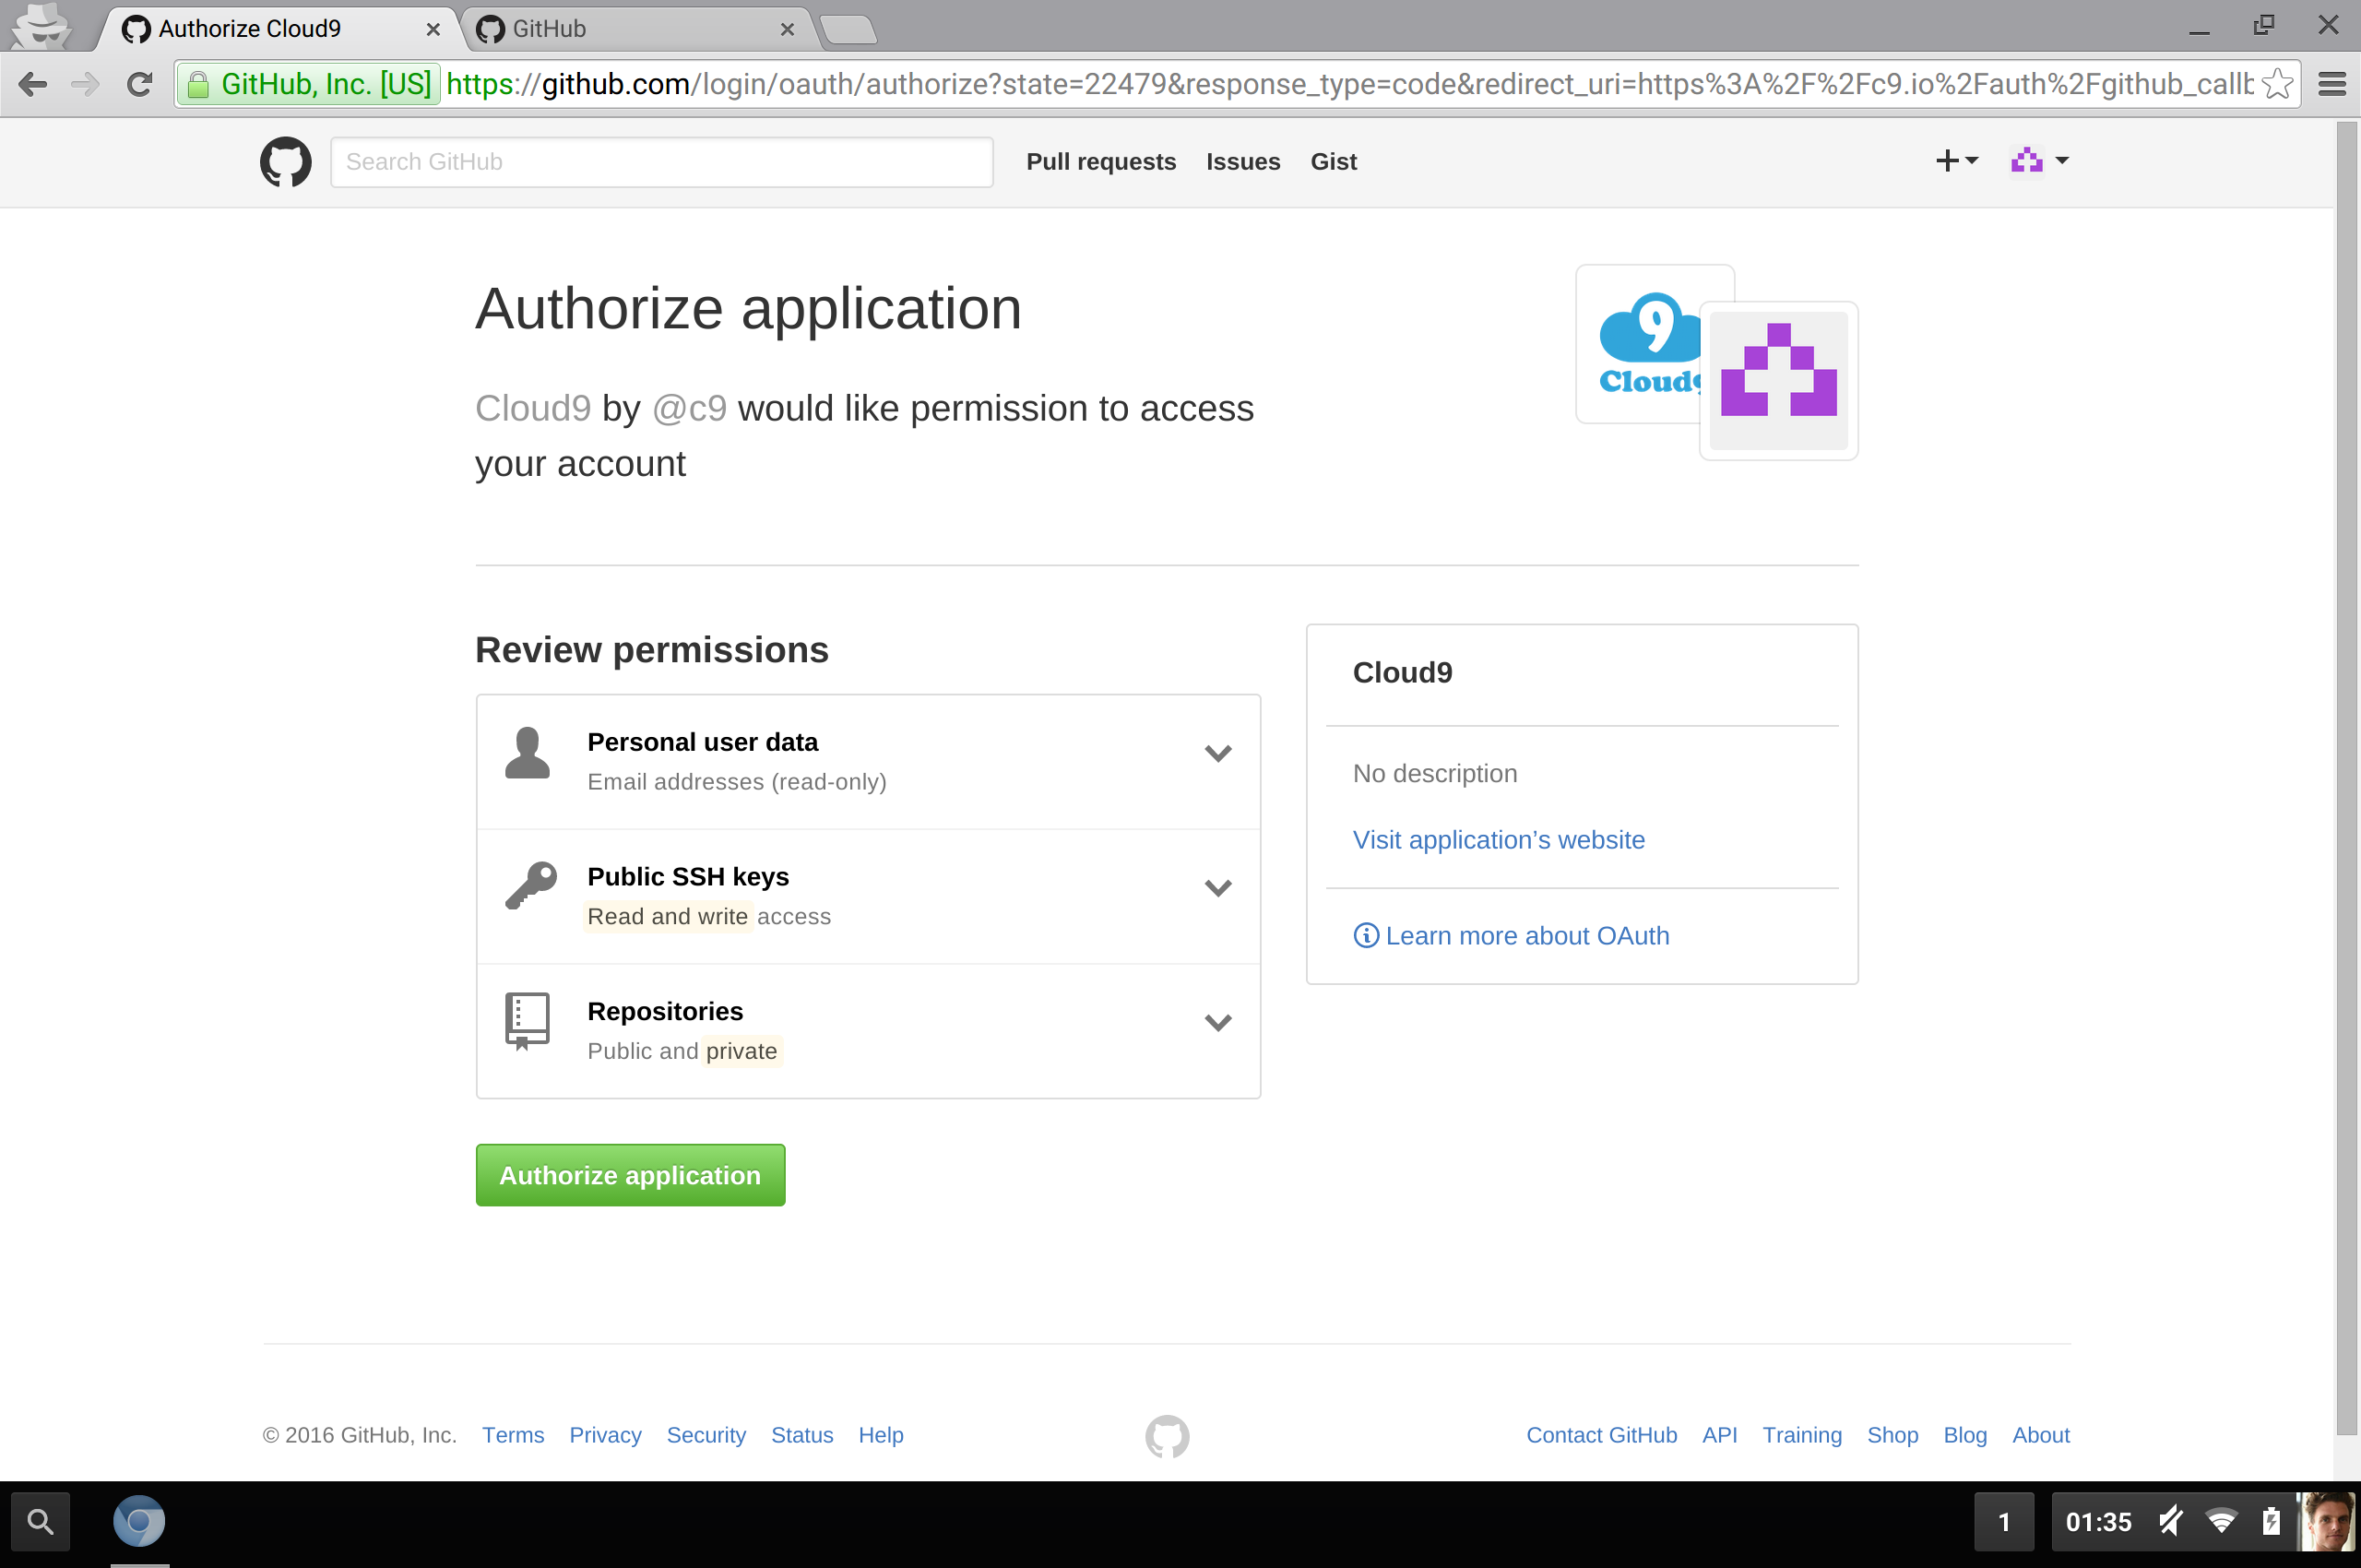 Authorize Cloud9
GitHub
GitHub, Inc. [US] https://github.com/login/oauth/authorize?state=22479&response_type=code&redirect_uri=https%3A%2F%2Fc9.io%2Fauth%2Fgithub_callb
Search GitHub
Pull requests Issues Gist
Authorize application
9
Cloud9
Cloud9 by @c9 would like permission to access
your account
Review permissions
Personal user data
Email addresses (read-only)
Public SSH keys
Read and write access
Repositories
Public and private
Authorize application
Cloud9
No description
Visit application’s website
Learn more about OAuth
© 2016 GitHub, Inc. Terms Privacy Security Status Help
Contact GitHub API Training Shop Blog About
1 01:35